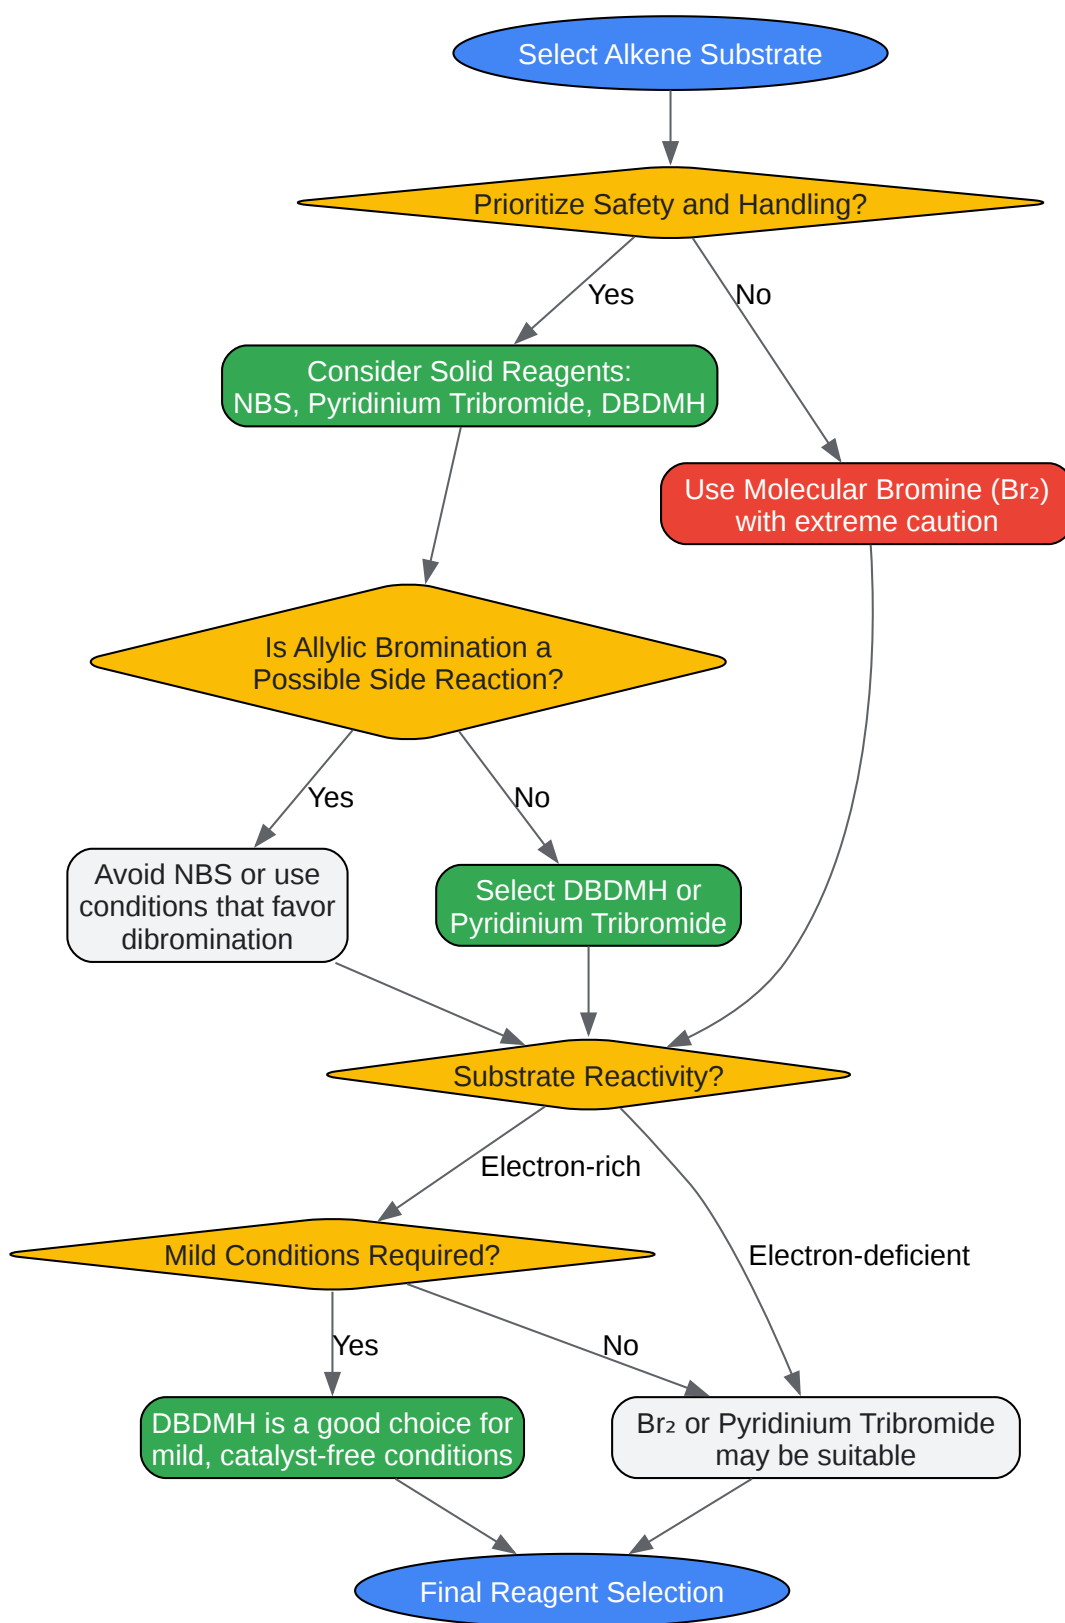 Select Alkene Substrate
Prioritize Safety and Handling?
Yes
No
Consider Solid Reagents:
NBS, Pyridinium Tribromide, DBDMH
Use Molecular Bromine (Br₂)
with extreme caution
Is Allylic Bromination a
Possible Side Reaction?
Yes
No
Avoid NBS or use
conditions that favor
dibromination
Select DBDMH or
Pyridinium Tribromide
Substrate Reactivity?
Electron-rich
Mild Conditions Required?
Electron-deficient
Yes
No
DBDMH is a good choice for
mild, catalyst-free conditions
Br₂ or Pyridinium Tribromide
may be suitable
Final Reagent Selection